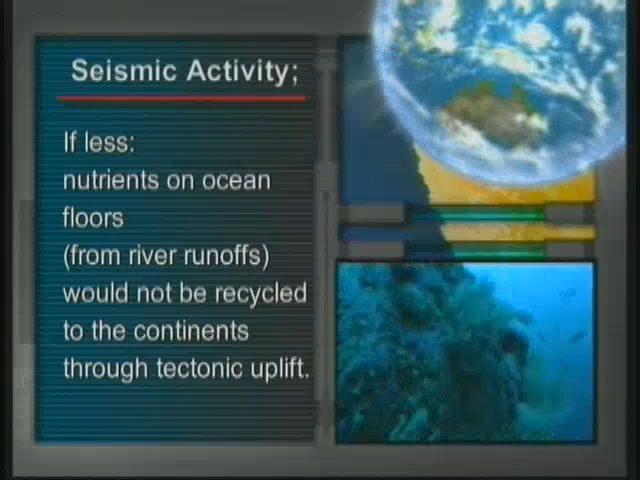 Seismic Activity;
If less:
nutrients on ocean
floors
(from river runoffs)
would not be recycled
to the continents
through tectonic uplift.